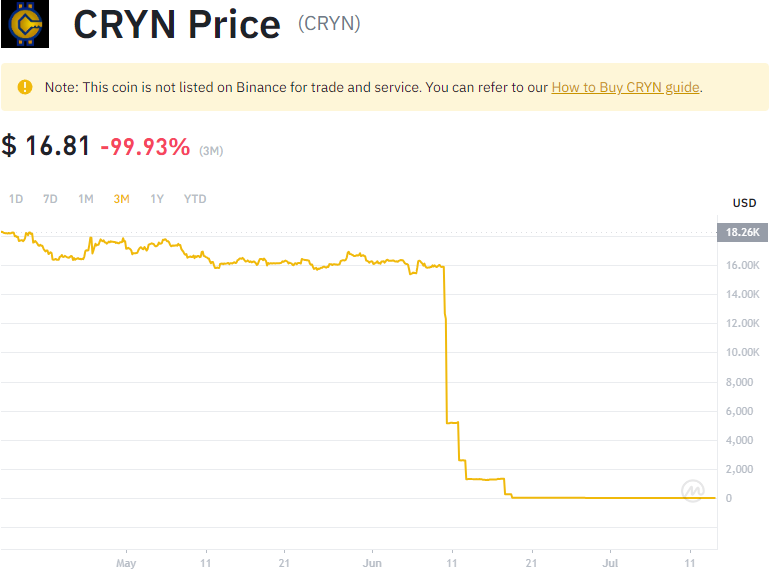 CRYN Price (CRYN)
Note: This coin is not listed on Binance for trade and service. You can refer to our How to Buy CRYN guide.
$ 16.81 -99.93% (3M)
1D 7D 1M 3M 1Y YTD
USD
18.26K
16.00K
14.00K
12.00K
10.00K
8,000
6,000
4,000
2,000
0
May 11 21 Jun 11 21 Jul 11